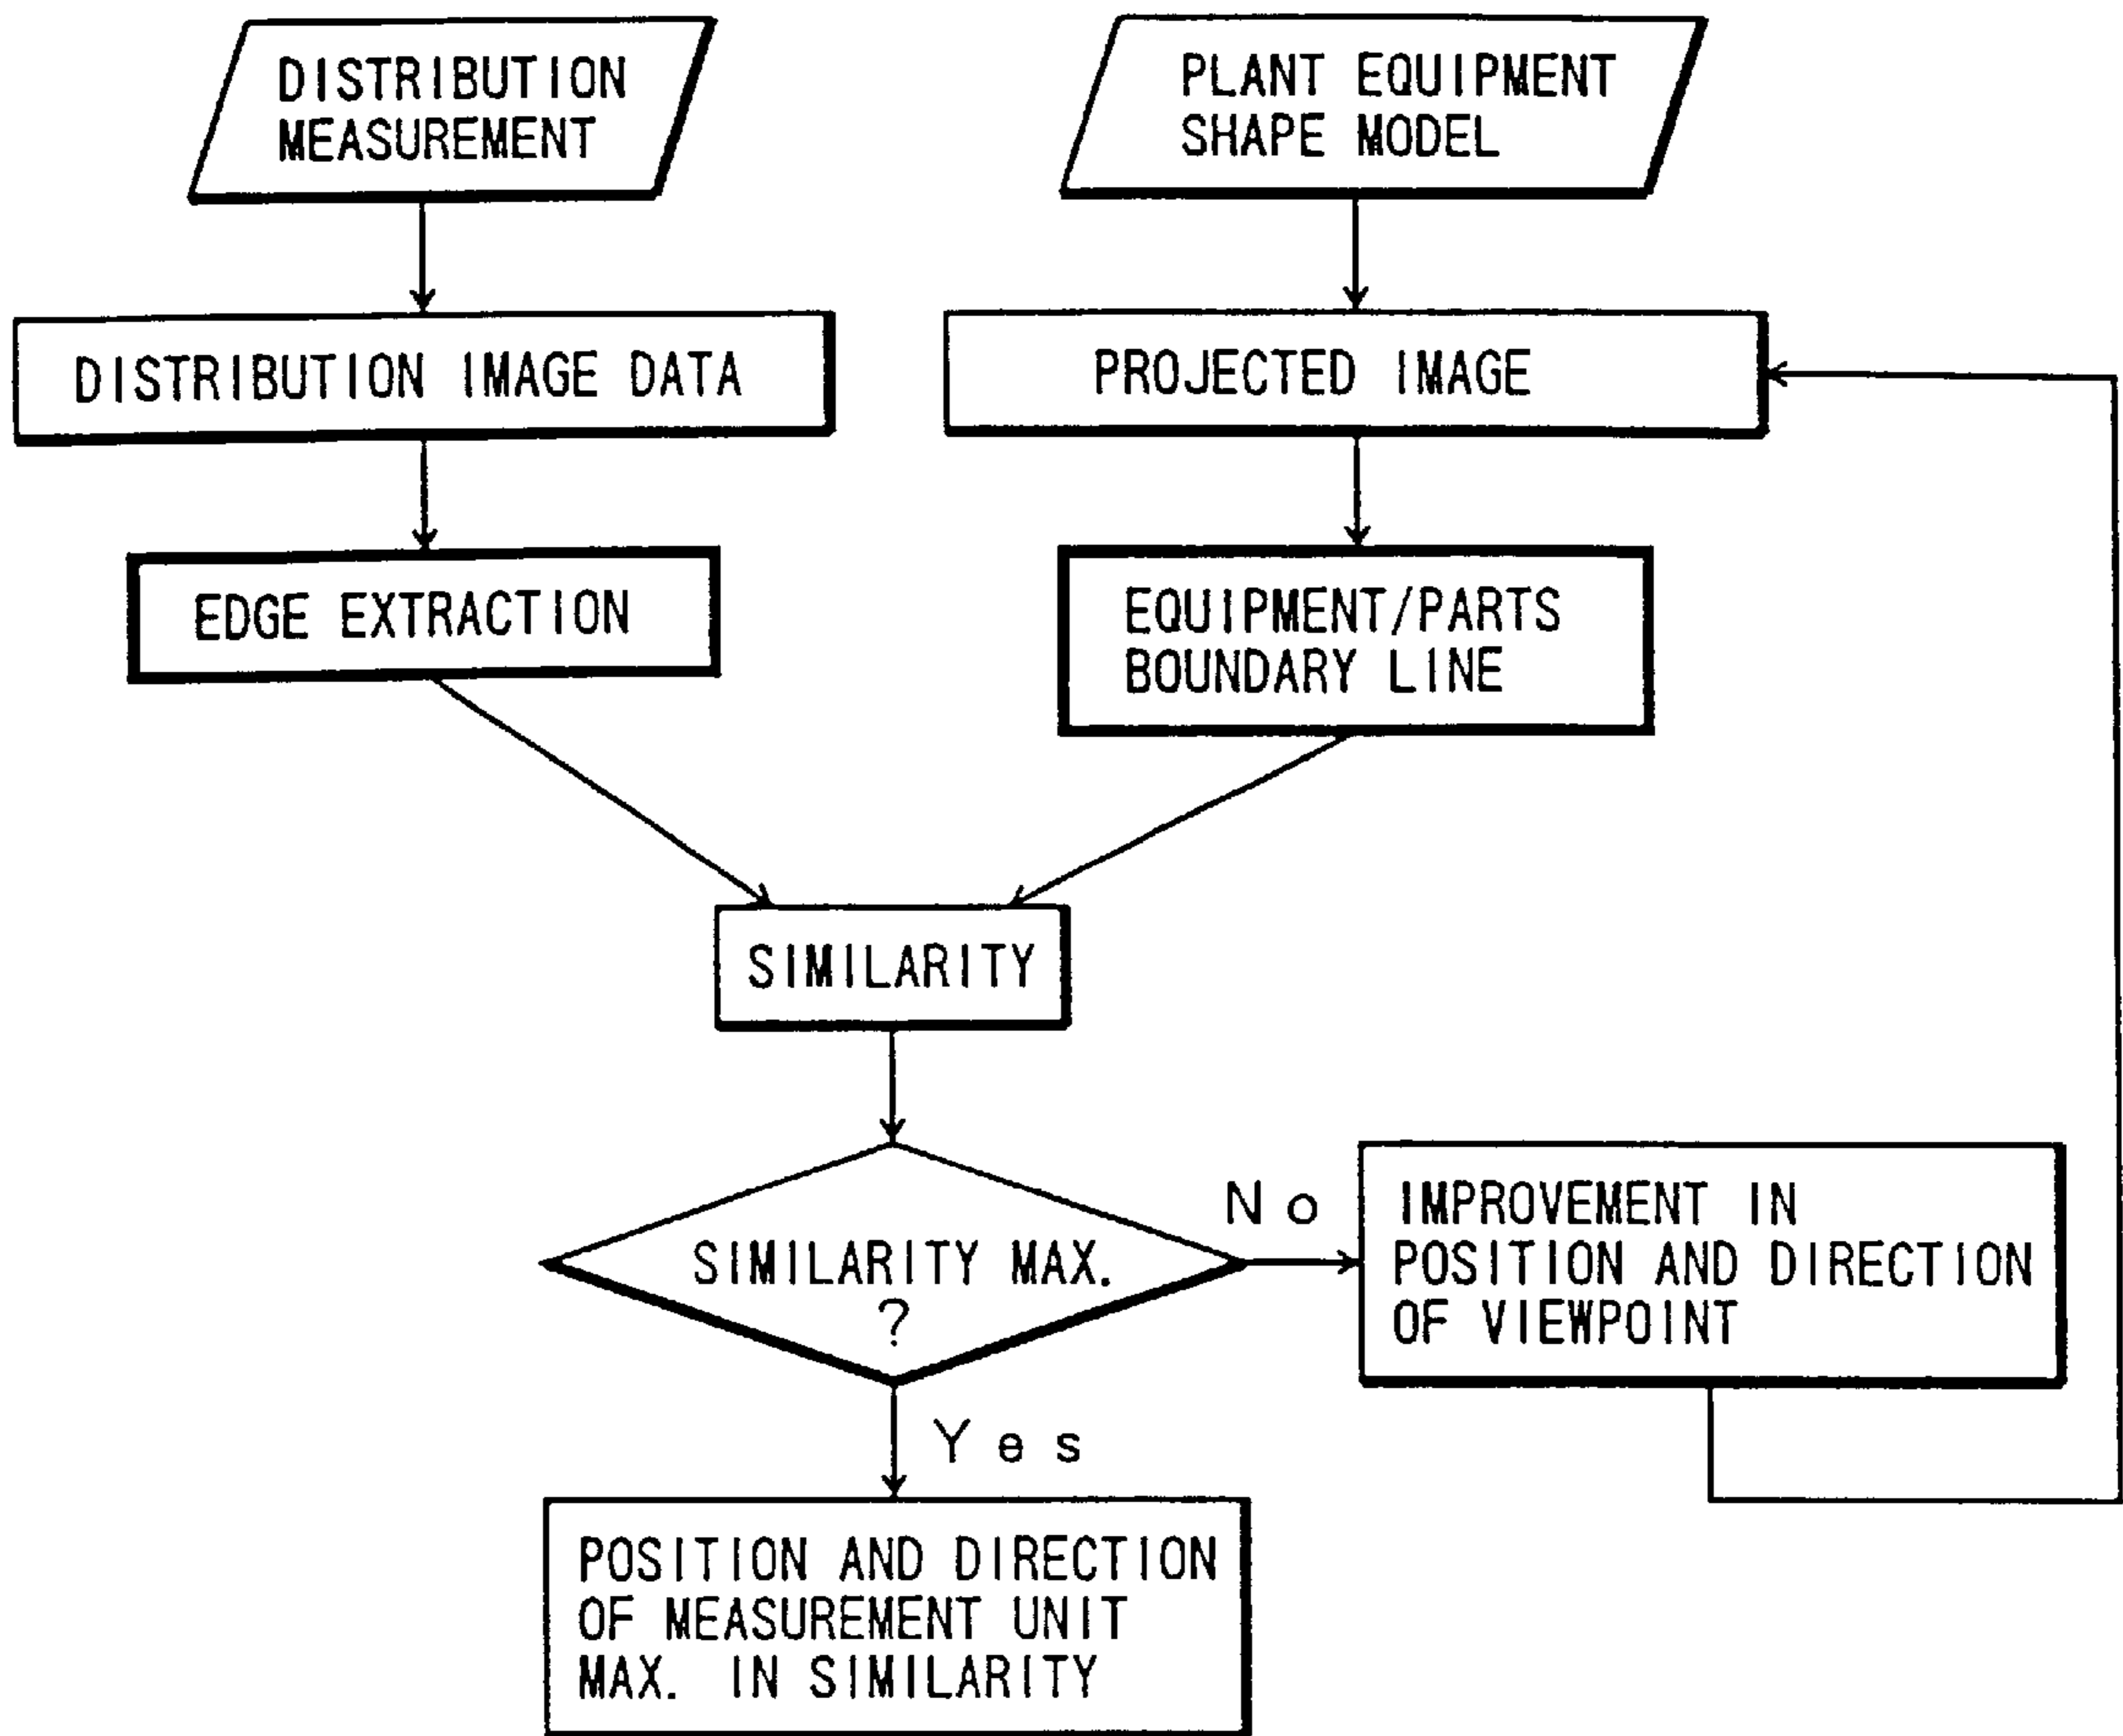 DISTRIBUTION
MEASUREMENT
PLANT EQUIPMENT
SHAPE MODEL
DISTRIBUTION IMAGE DATA
PROJECTED IMAGE
EDGE EXTRACTION
EQUIPMENT/PARTS
BOUNDARY LINE
SIMILARITY
SIMILARITY MAX.
?
No
IMPROVEMENT IN
POSITION AND DIRECTION
OF VIEWPOINT
Yes
POSITION AND DIRECTION
OF MEASUREMENT UNIT
MAX. IN SIMILARITY